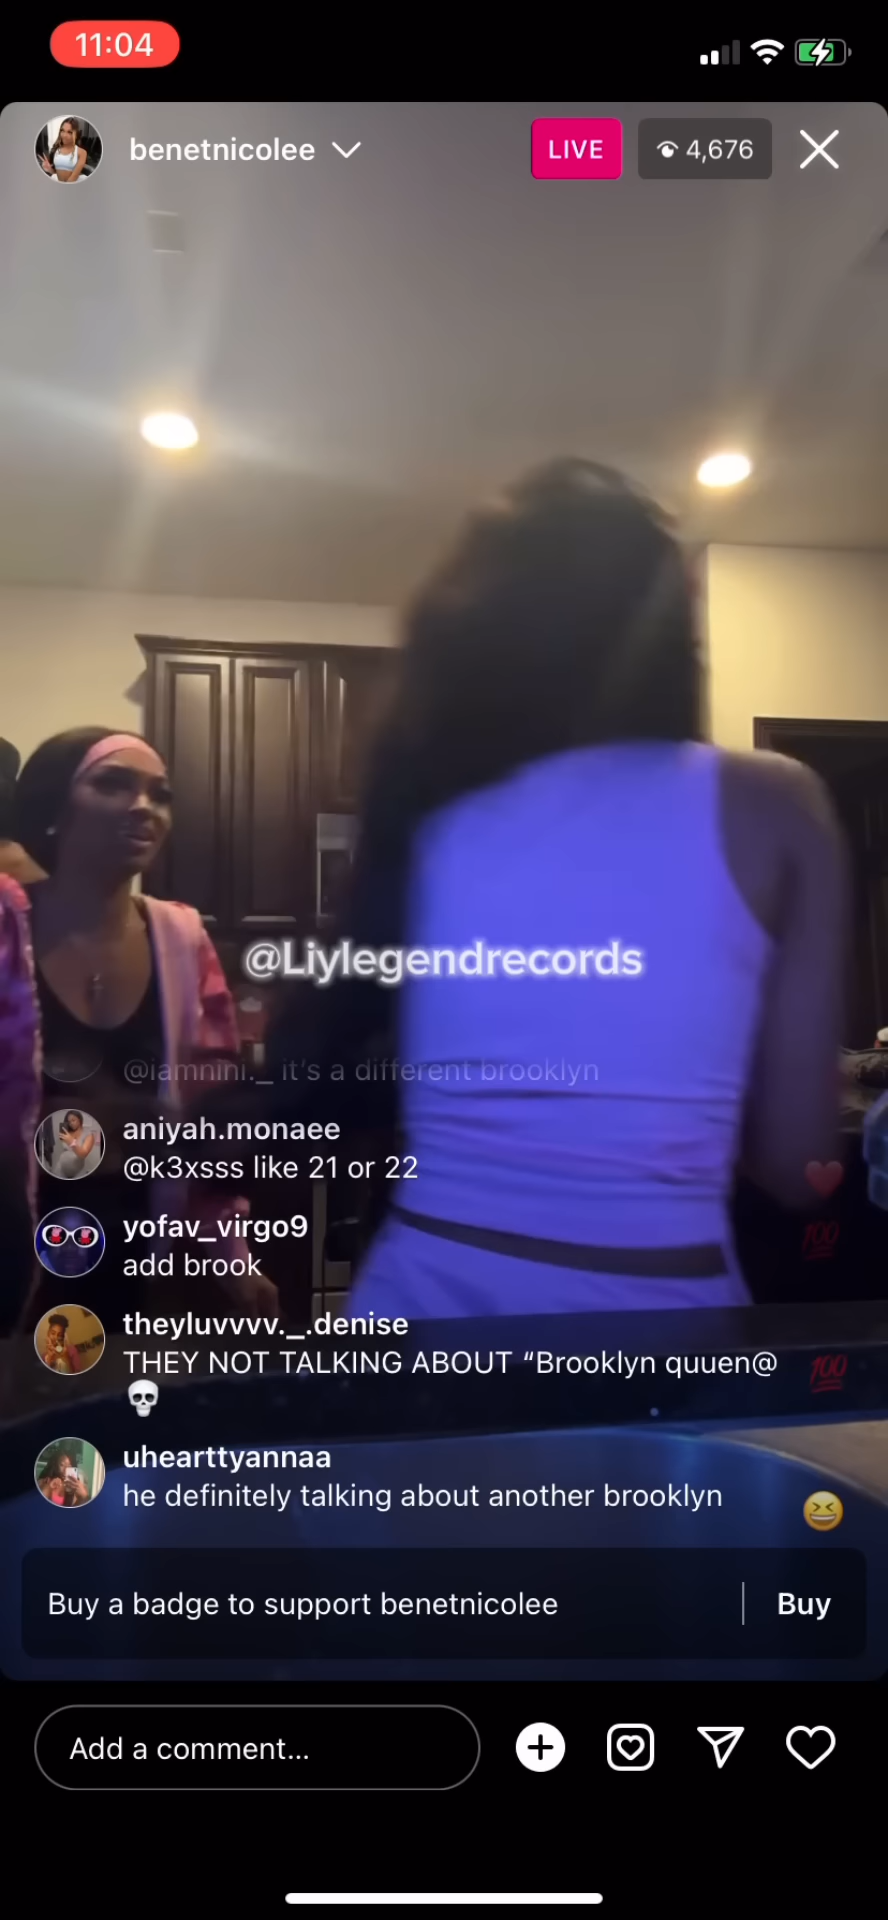 11:04
benetnicolee
LIVE
4,676
@Liylegendrecords
@iamnini._ it's a different brooklyn
aniyah.monaee
@k3xsss like 21 or 22
yofav_virgo9
add brook
theyluvvvv._.denise
THEY NOT TALKING ABOUT “Brooklyn quuen@
💀
uhearttyannaa
he definitely talking about another brooklyn
Buy a badge to support benetnicolee
Buy
Add a comment...